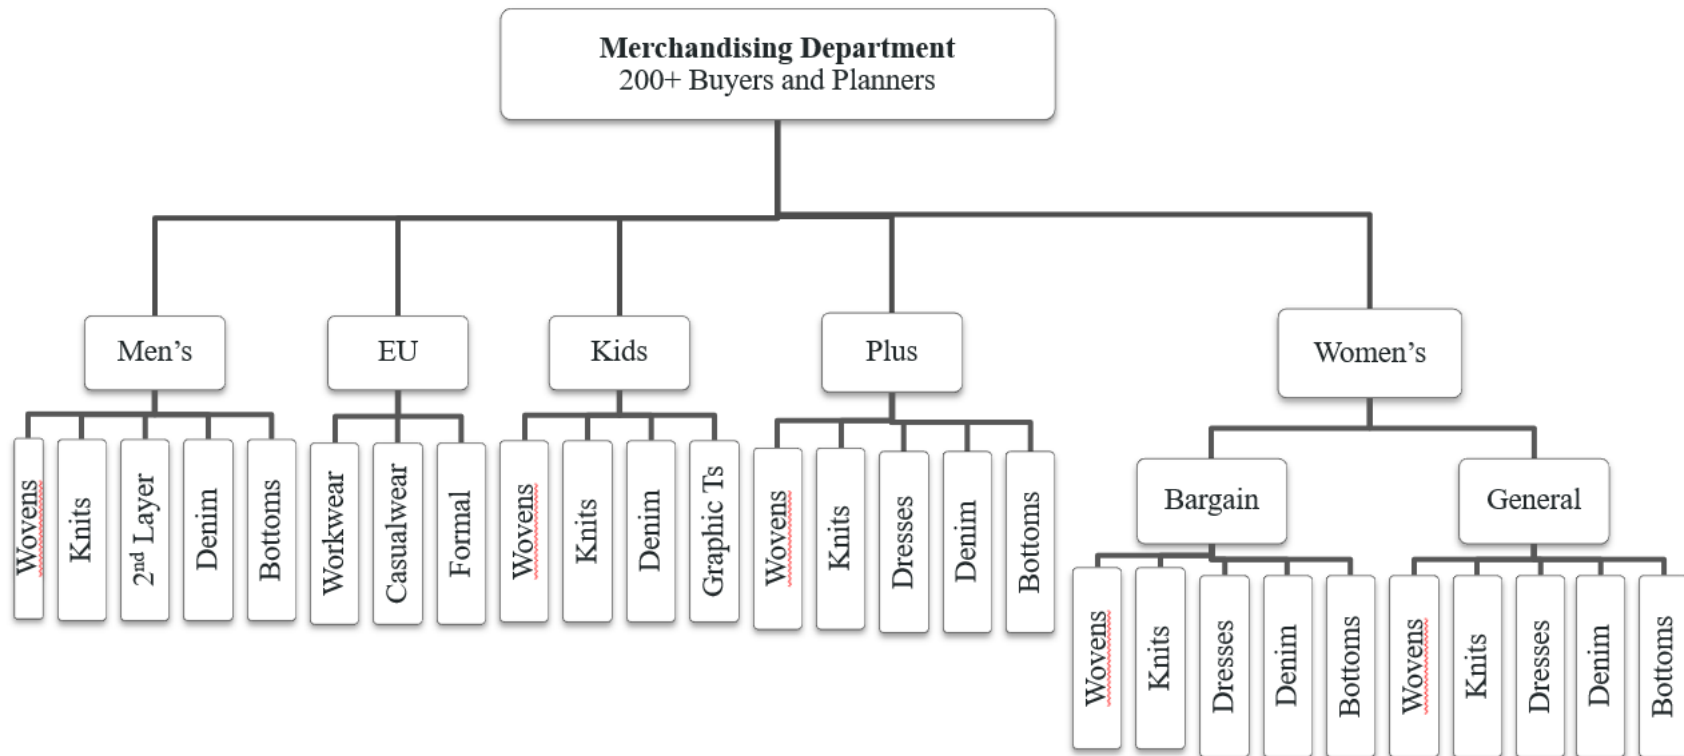 Merchandising Department
200+ Buyers and Planners
Men’s
EU
Kids
Plus
Women’s
Bargain
General
Wovens
Knits
2nd Layer
Denim
Bottoms
Workwear
Casualwear
Formal
Wovens
Knits
Denim
Graphic Ts
Wovens
Knits
Dresses
Denim
Bottoms
Wovens
Knits
Dresses
Denim
Bottoms
Wovens
Knits
Dresses
Denim
Bottoms